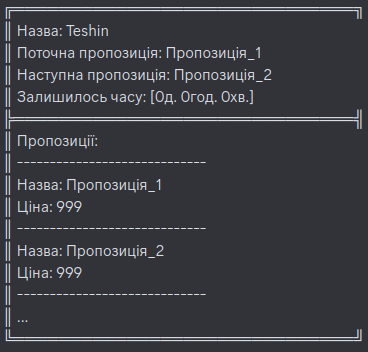 Назва: Teshin
Поточна пропозиція: Пропозиція_1
Наступна пропозиція: Пропозиція_2
Залишилось часу: [0д. 0год. 0хв.]
Пропозиції:
-----------------------------
Назва: Пропозиція_1
Ціна: 999
-----------------------------
Назва: Пропозиція_2
Ціна: 999
-----------------------------
...